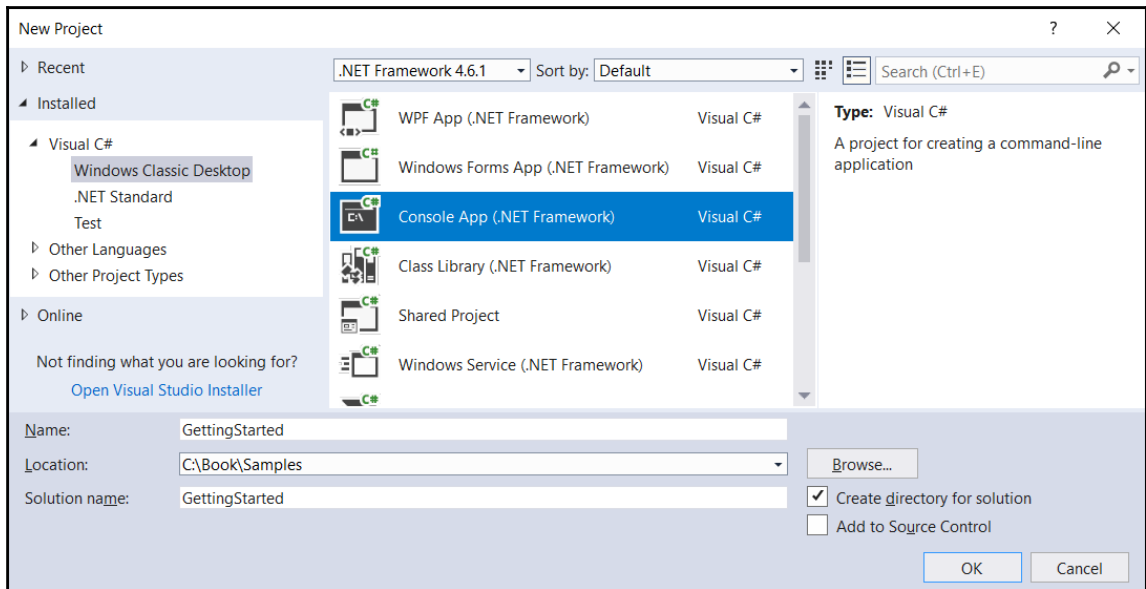 New Project
?
Recent
.NET Framework 4.6.1
Sort by: Default
Search (Ctrl+E)
Installed
Visual C#
Windows Classic Desktop
.NET Standard
Test
Other Languages
Other Project Types
Online
Not finding what you are looking for?
Open Visual Studio Installer
C# WPF App (.NET Framework) Visual C#
C# Windows Forms App (.NET Framework) Visual C#
C# C:\ Console App (.NET Framework) Visual C#
C# Class Library (.NET Framework) Visual C#
C# Shared Project Visual C#
C# Windows Service (.NET Framework) Visual C#
C#
Type: Visual C#
A project for creating a command-line
application
Name: GettingStarted
Location: C:\Book\Samples
Browse...
Solution name: GettingStarted
Create directory for solution
Add to Source Control
OK Cancel